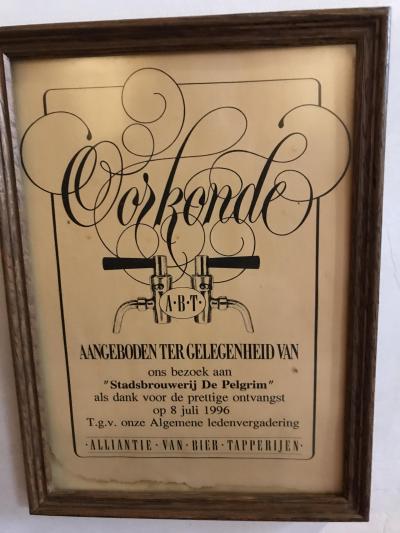 Oorkonde
A·B·T·
AANGEBODEN TER GELEGENHEID VAN
ons bezoek aan
"Stadsbrouwerij De Pelgrim"
als dank voor de prettige ontvangst
op 8 juli 1996
T.g.v. onze Algemene ledenvergadering
·ALLIANTIE·VAN·BIER·TAPPERIJEN·